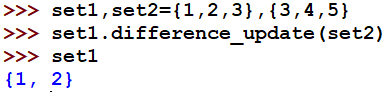 >>> set1,set2={1,2,3},{3,4,5}
>>> set1.difference_update(set2)
>>> set1
{1, 2}